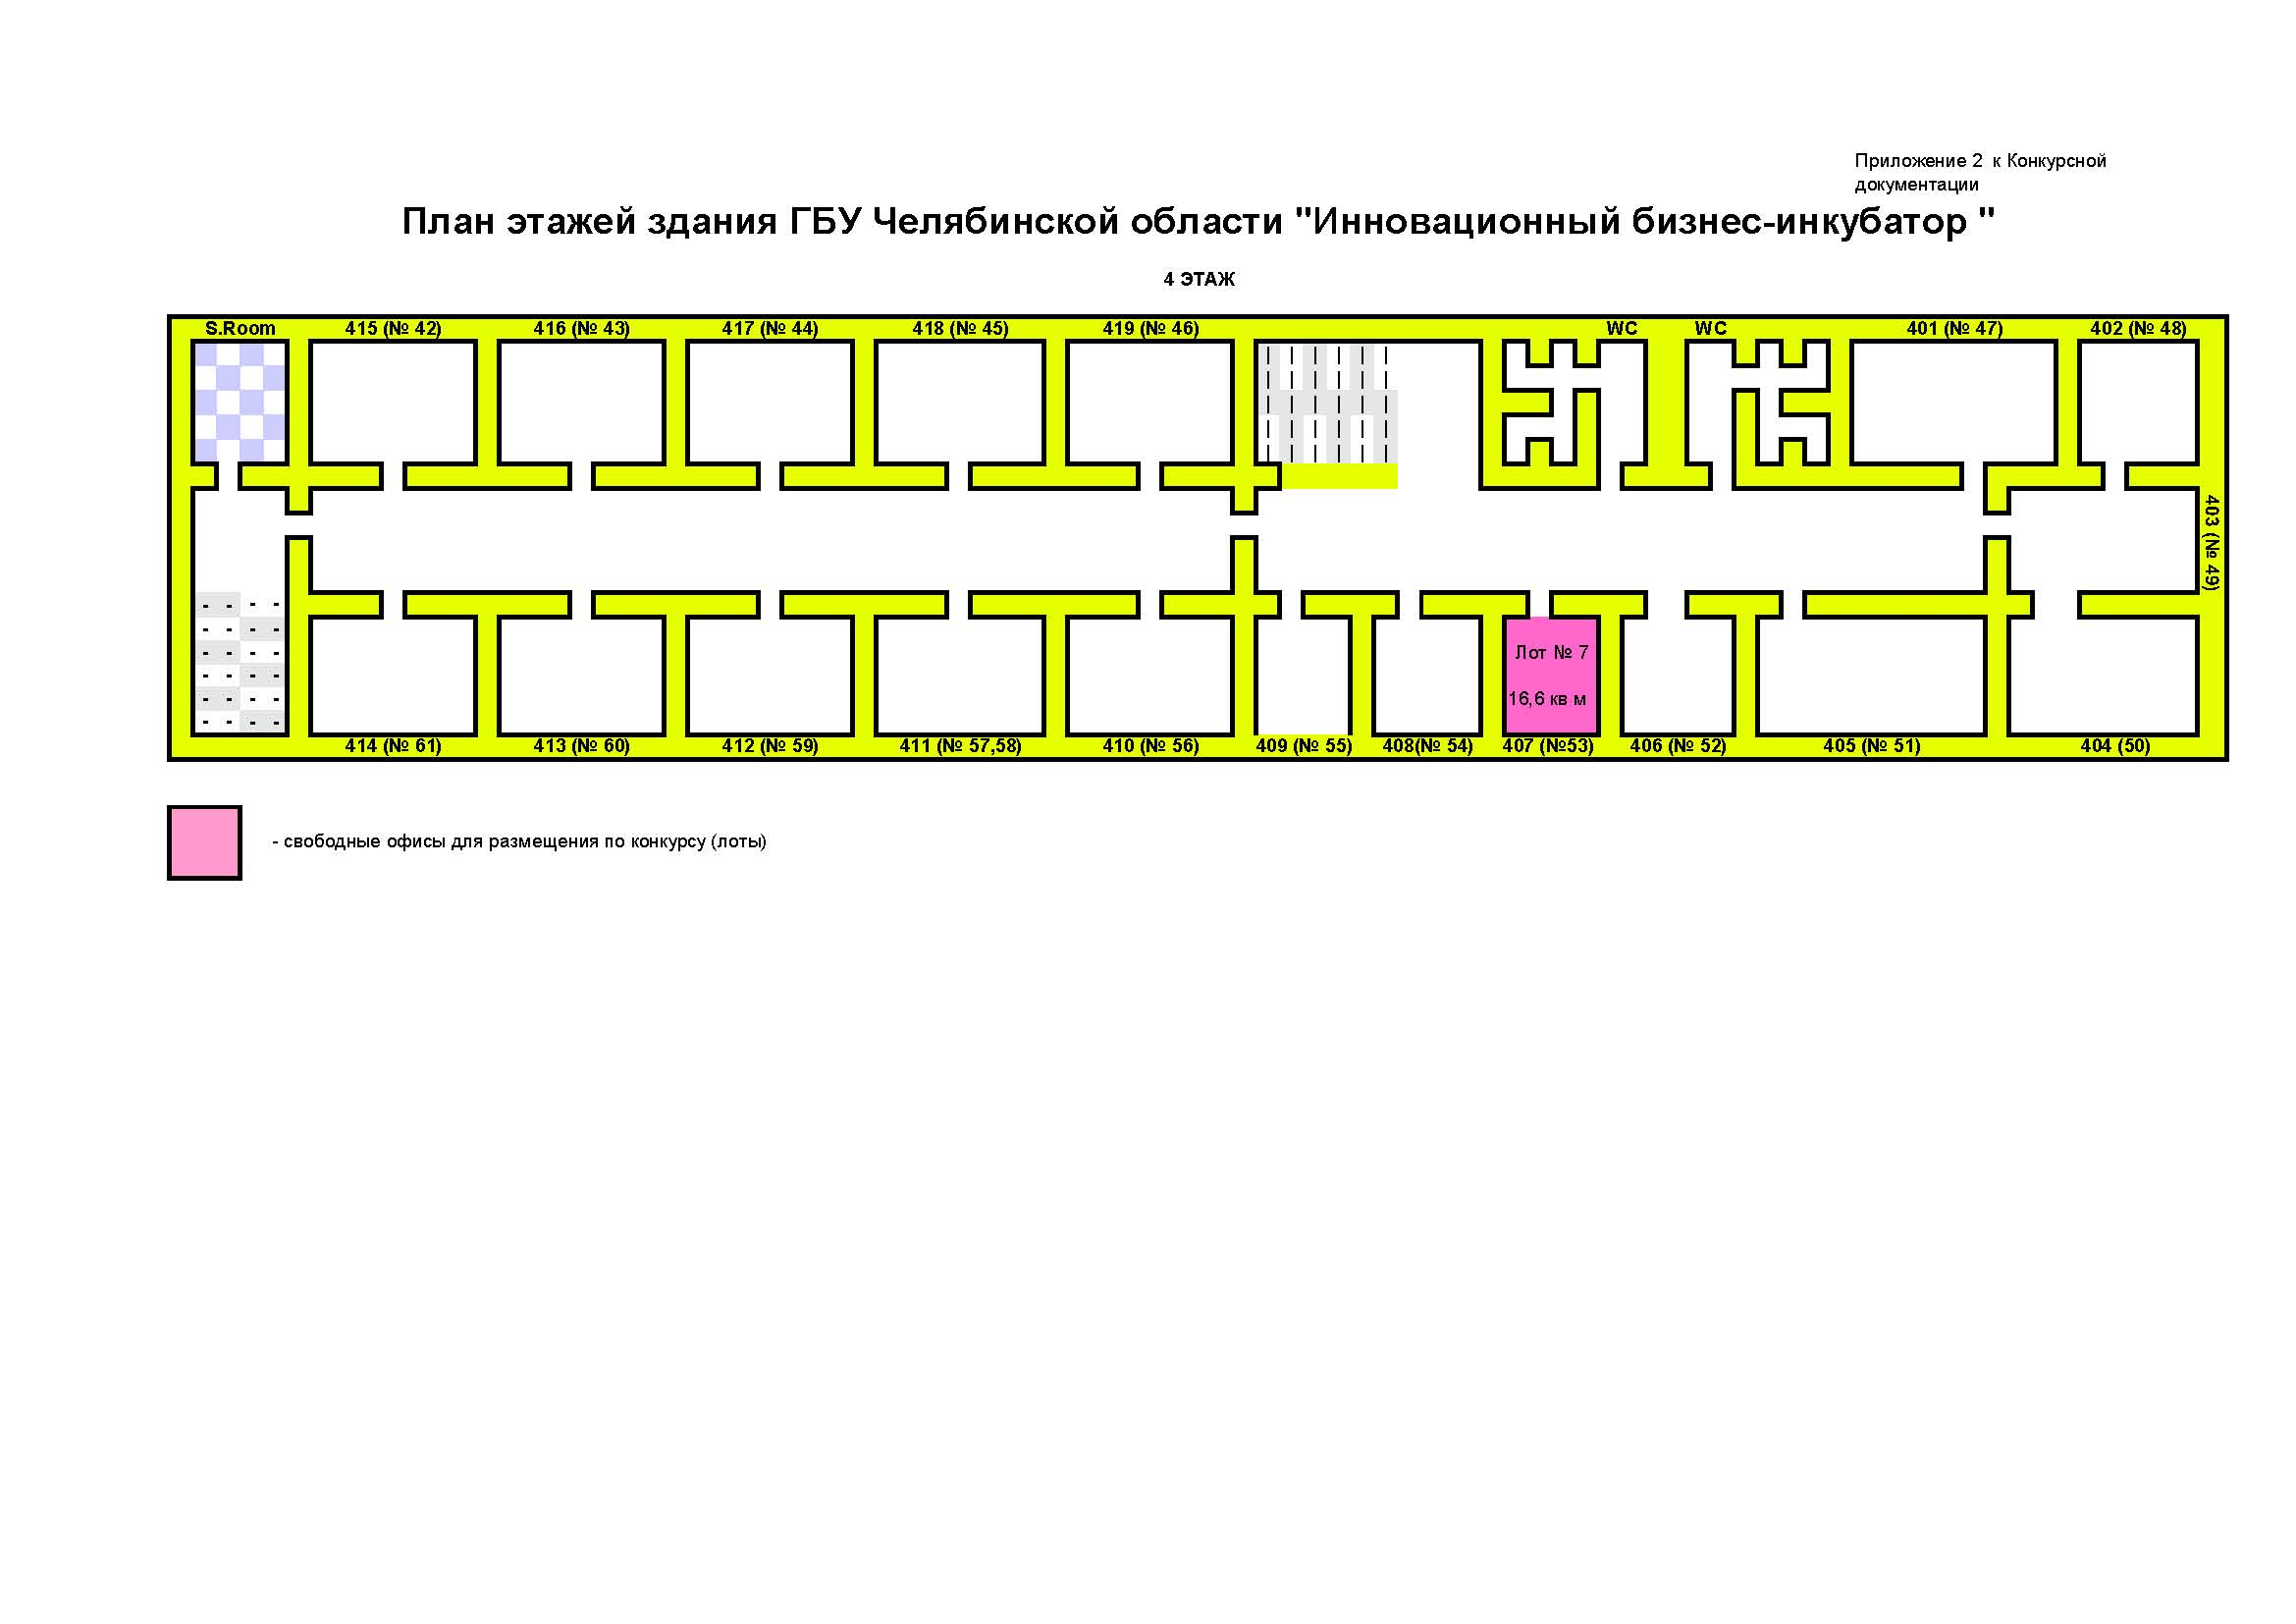 Приложение 2 к Конкурсной
документации
План этажей здания ГБУ Челябинской области "Инновационный бизнес-инкубатор "
4 ЭТАЖ
S.Room 415 (№ 42) 416 (№ 43) 417 (№ 44) 418 (№ 45) 419 (№ 46) WC WC 401 (№ 47) 402 (№ 48)
403 (№ 49)
Лот № 7
16,6 кв м
414 (№ 61) 413 (№ 60) 412 (№ 59) 411 (№ 57,58) 410 (№ 56) 409 (№ 55) 408(№ 54) 407 (№53) 406 (№ 52) 405 (№ 51) 404 (50)
- свободные офисы для размещения по конкурсу (лоты)